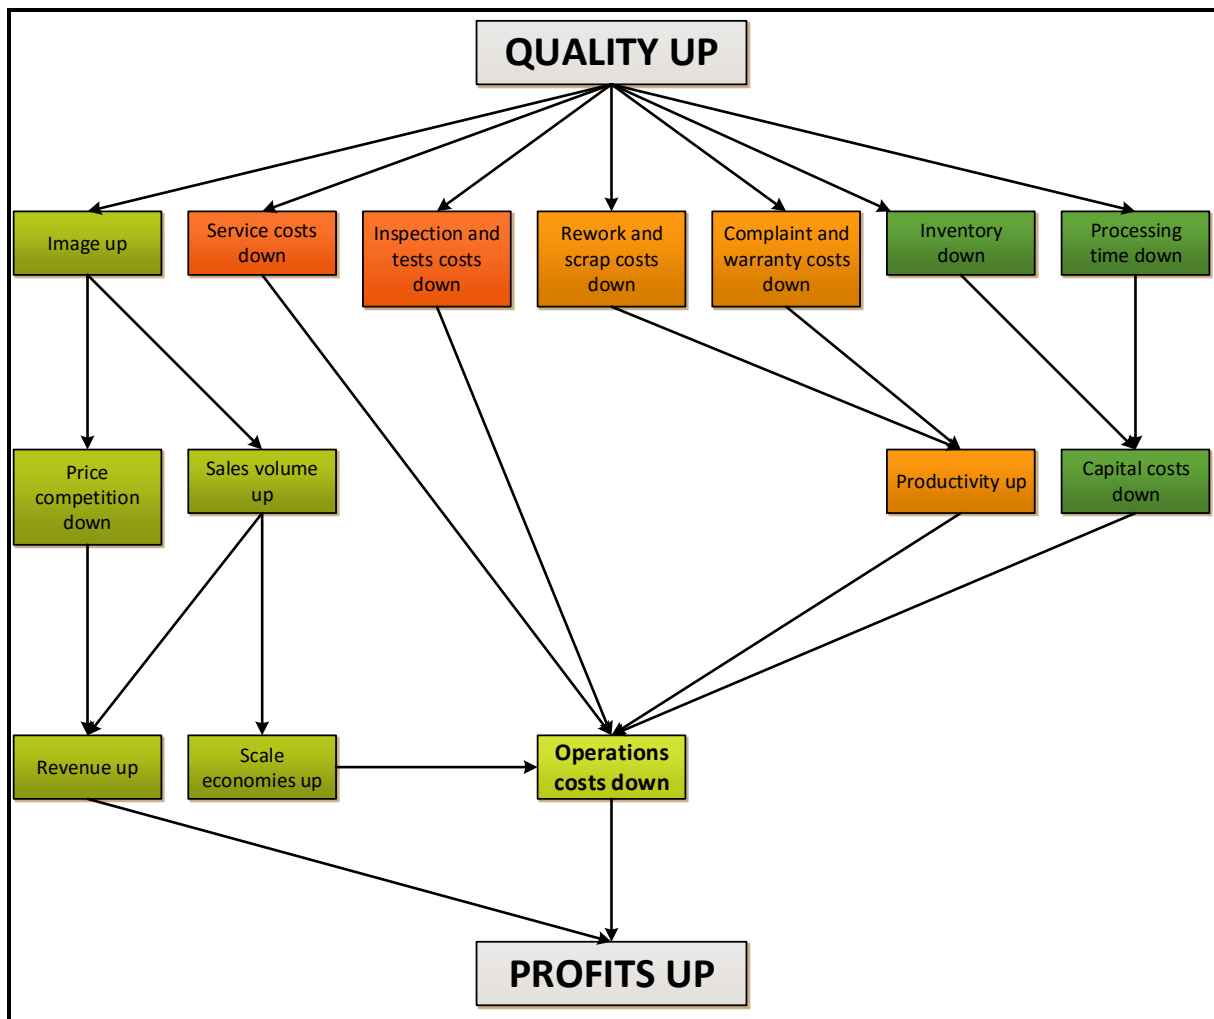 QUALITY UP
Image up
Service costs
down
Inspection and
tests costs
down
Rework and
scrap costs
down
Complaint and
warranty costs
down
Inventory
down
Processing
time down
Price
competition
down
Sales volume
up
Productivity up
Capital costs
down
Revenue up
Scale
economies up
Operations
costs down
PROFITS UP